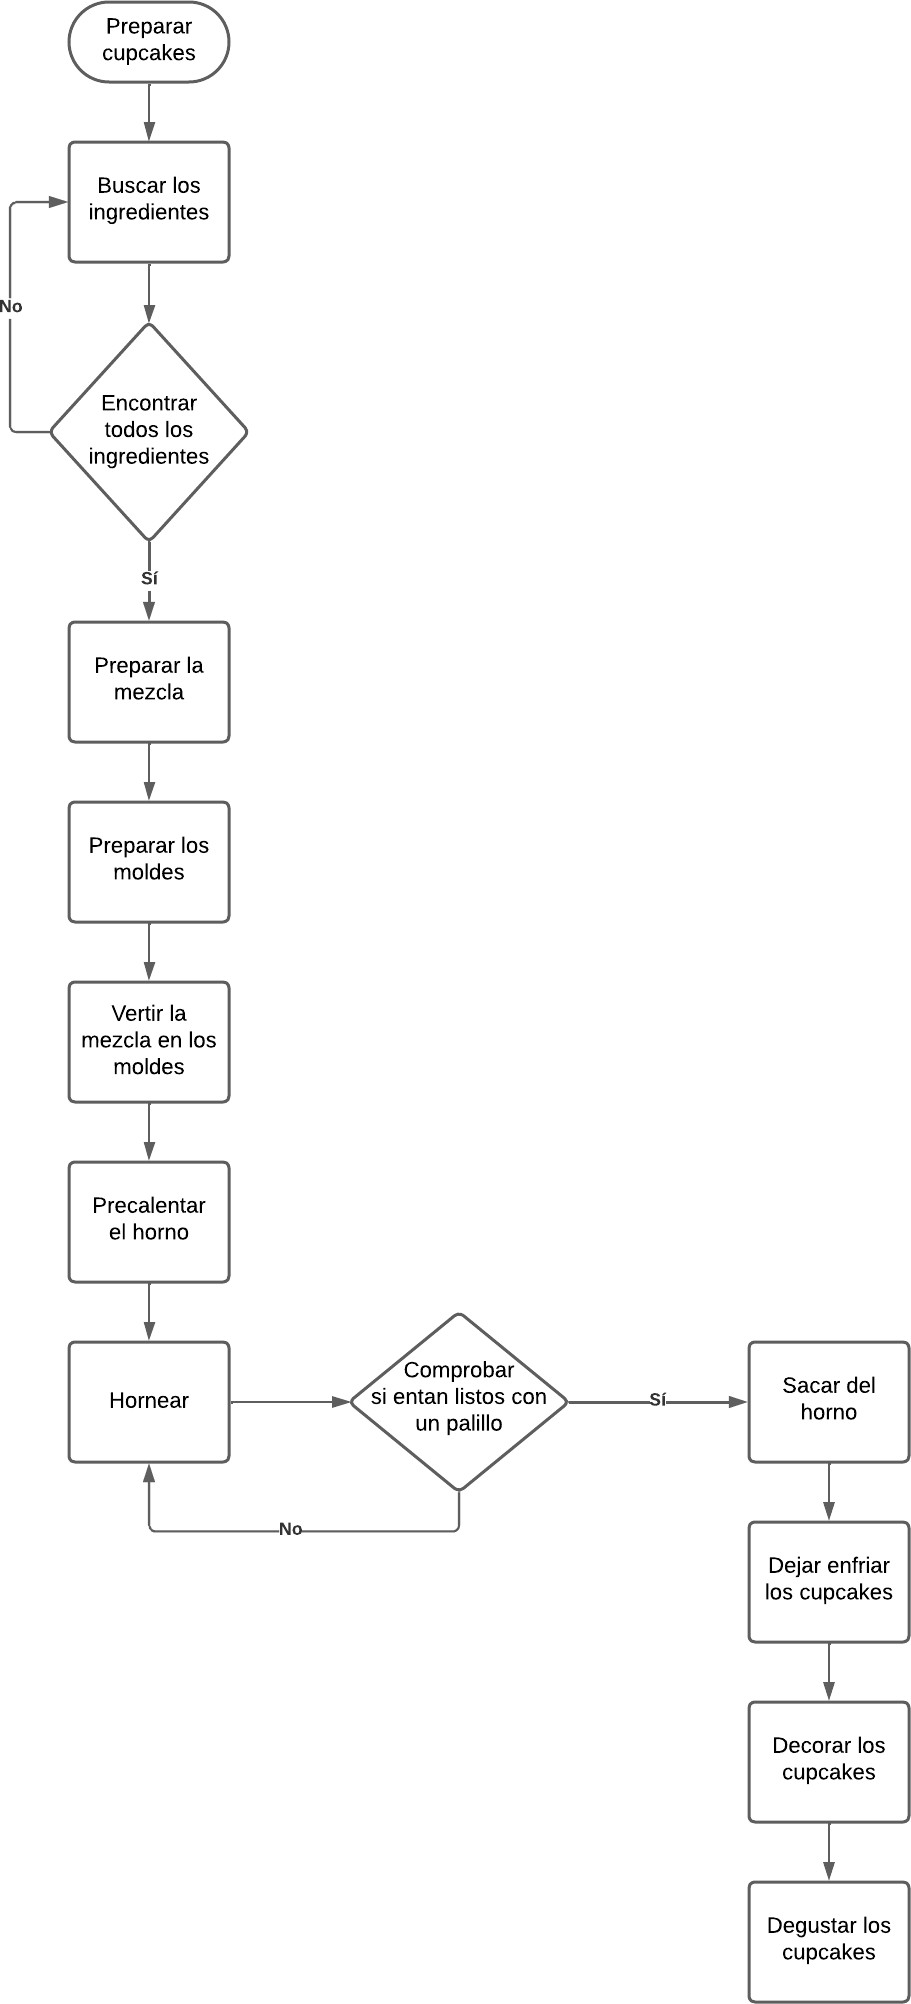 Preparar
cupcakes
Buscar los
ingredientes
No
Encontrar
todos los
ingredientes
Sí
Preparar la
mezcla
Preparar los
moldes
Vertir la
mezcla en los
moldes
Precalentar
el horno
Hornear
Comprobar
si entan listos con
un palillo
No
Sí
Sacar del
horno
Dejar enfriar
los cupcakes
Decorar los
cupcakes
Degustar los
cupcakes